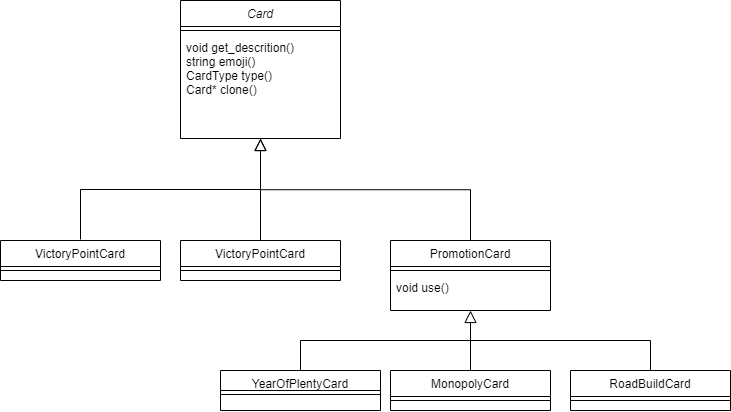 Card
void get_descrition()
string emoji()
CardType type()
Card* clone()
VictoryPointCard
VictoryPointCard
PromotionCard
void use()
YearOfPlentyCard
MonopolyCard
RoadBuildCard